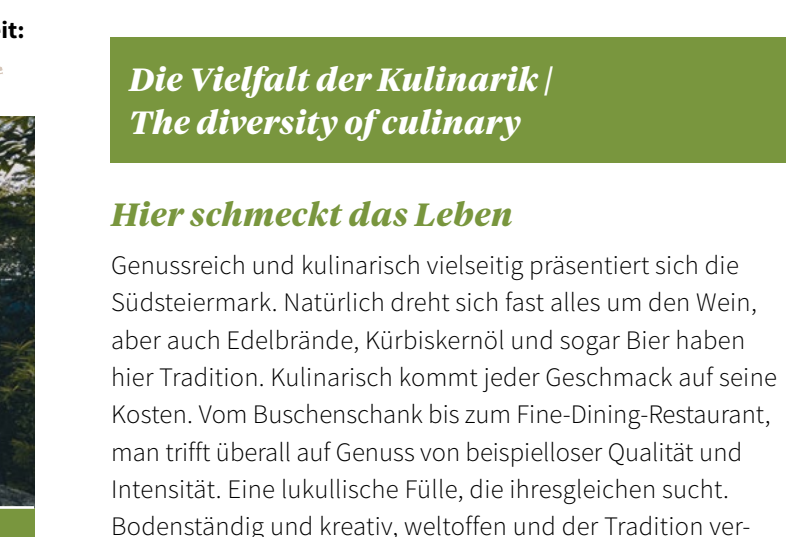 it:
Die Vielfalt der Kulinarik |
The diversity of culinary
Hier schmeckt das Leben
Genussreich und kulinarisch vielseitig präsentiert sich die
Südsteiermark. Natürlich dreht sich fast alles um den Wein,
aber auch Edelbrände, Kürbiskernöl und sogar Bier haben
hier Tradition. Kulinarisch kommt jeder Geschmack auf seine
Kosten. Vom Buschenschank bis zum Fine-Dining-Restaurant,
man trifft überall auf Genuss von beispielloser Qualität und
Intensität. Eine lukullische Fülle, die ihresgleichen sucht.
Bodenständig und kreativ, weltoffen und der Tradition ver-